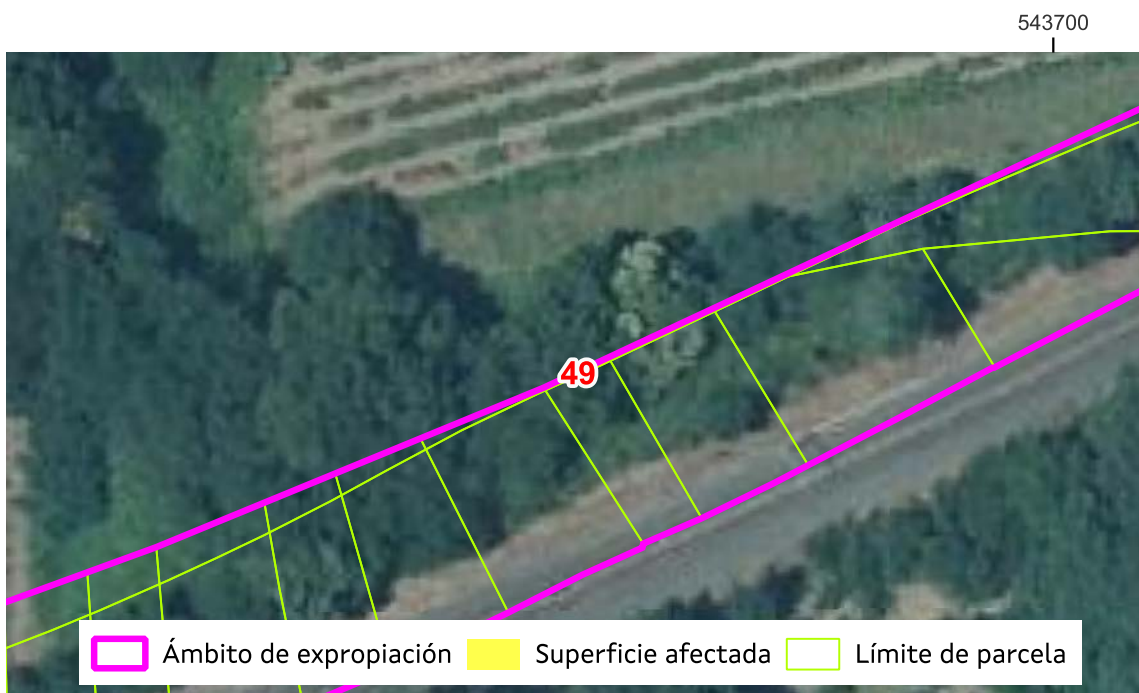 543700
49
Ámbito de expropiación Superficie afectada Límite de parcela